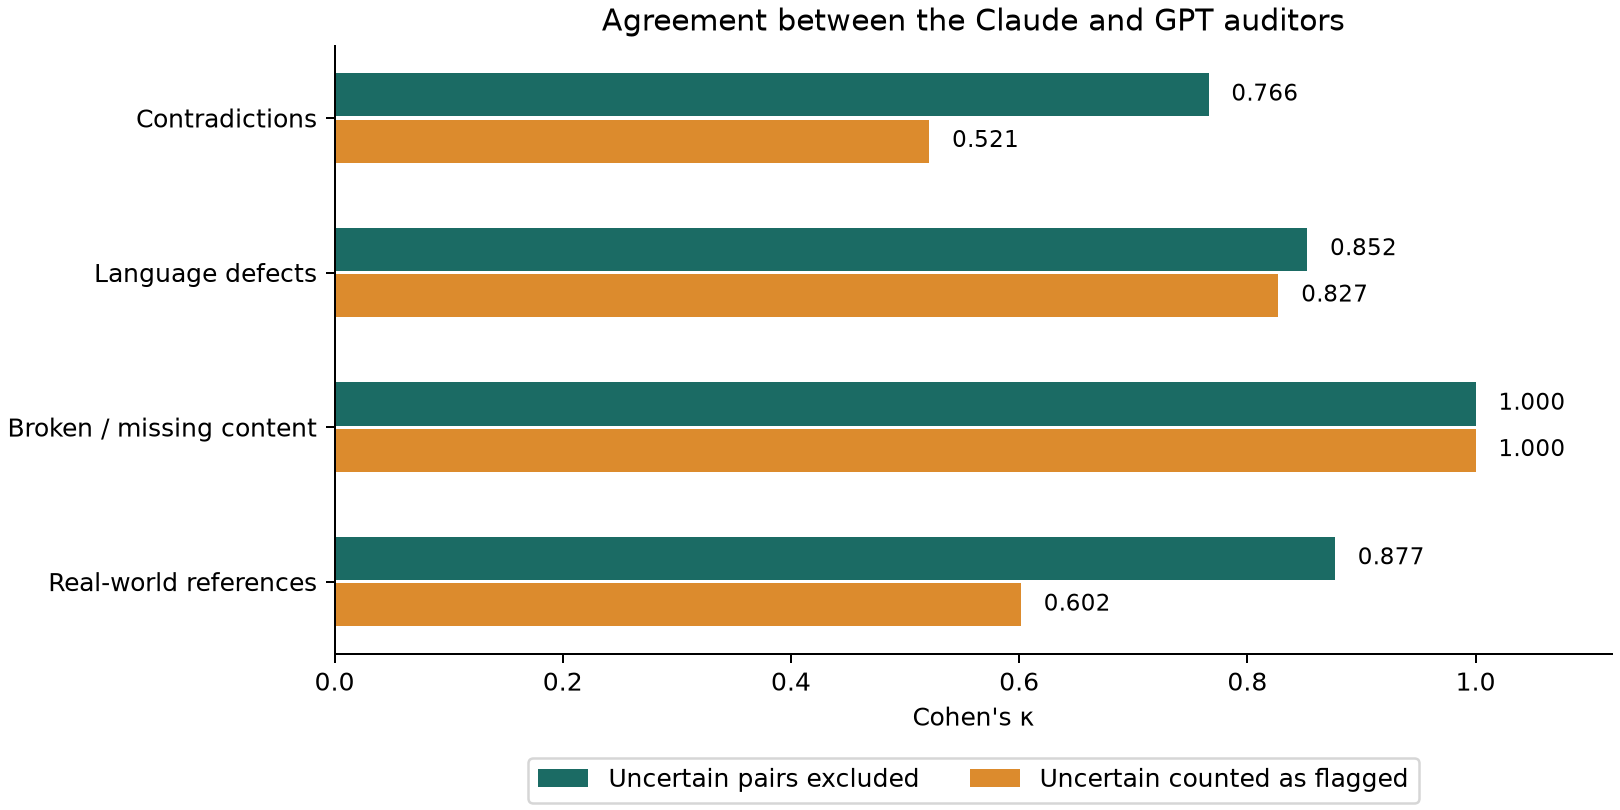 Agreement between the Claude and GPT auditors
Contradictions
0.766
0.521
Language defects
0.852
0.827
Broken / missing content
1.000
1.000
Real-world references
0.877
0.602
0.0 0.2 0.4 0.6 0.8 1.0
Cohen's κ
Uncertain pairs excluded Uncertain counted as flagged